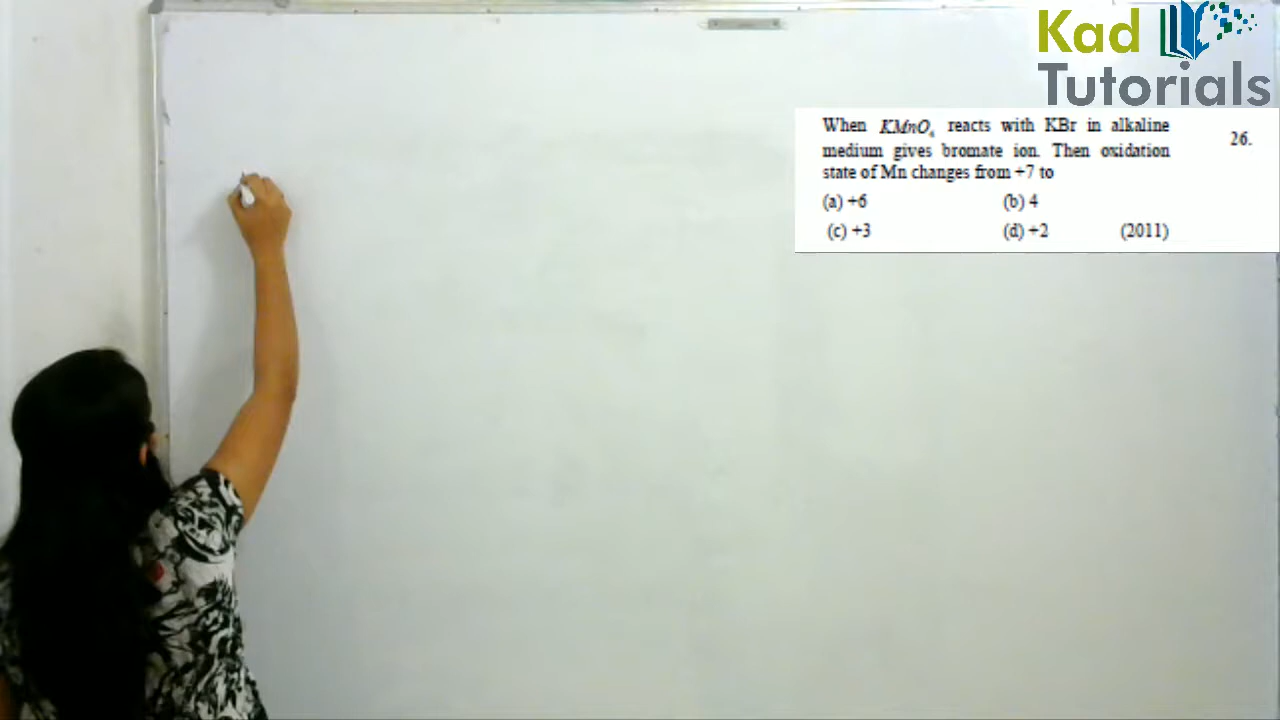 Kad
Tutorials
When KMnO₄ reacts with KBr in alkaline
medium gives bromate ion. Then oxidation
state of Mn changes from +7 to
26.
(a) +6 (b) 4
(c) +3 (d) +2 (2011)